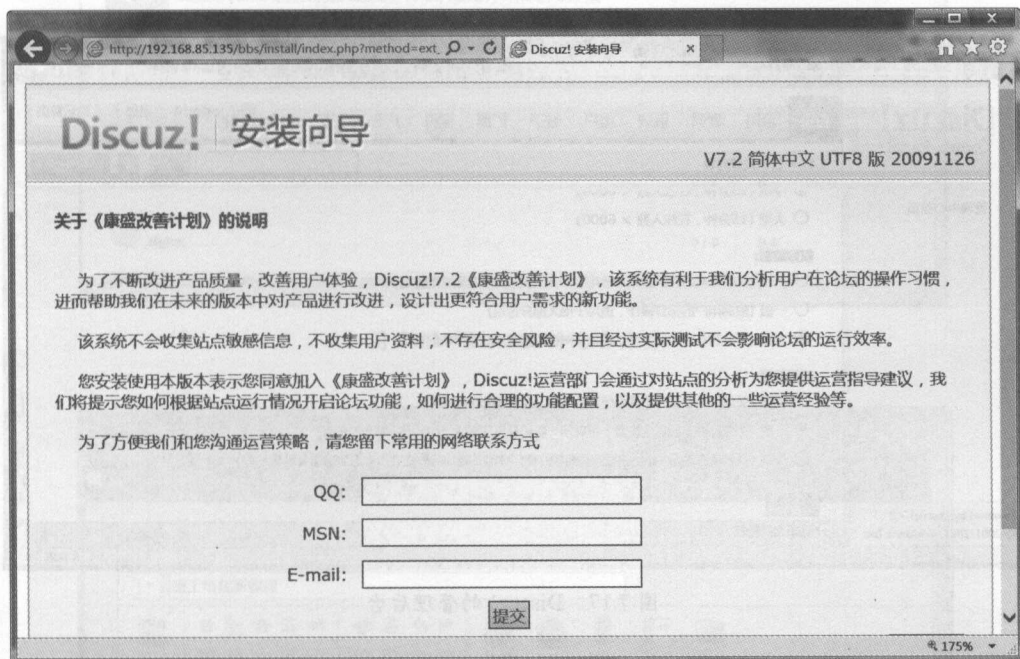 http://192.168.85.135/bbs/install/index.php?method=ext_
Discuz! 安装向导
Discuz! 安装向导
V7.2 简体中文 UTF8 版 20091126
关于《康盛改善计划》的说明
为了不断改进产品质量，改善用户体验，Discuz!7.2《康盛改善计划》，该系统有利于我们分析用户在论坛的操作习惯，
进而帮助我们在未来的版本中对产品进行改进，设计出更符合用户需求的新功能。
该系统不会收集站点敏感信息，不收集用户资料，不存在安全风险，并且经过实际测试不会影响论坛的运行效率。
您安装使用本版本表示您同意加入《康盛改善计划》，Discuz!运营部门会通过对站点的分析为您提供运营指导建议，我
们将提示您如何根据站点运行情况开启论坛功能，如何进行合理的功能配置，以及提供其他的一些运营经验等。
为了方便我们和您沟通运营策略，请您留下常用的网络联系方式
QQ:
MSN:
E-mail:
提交
175%